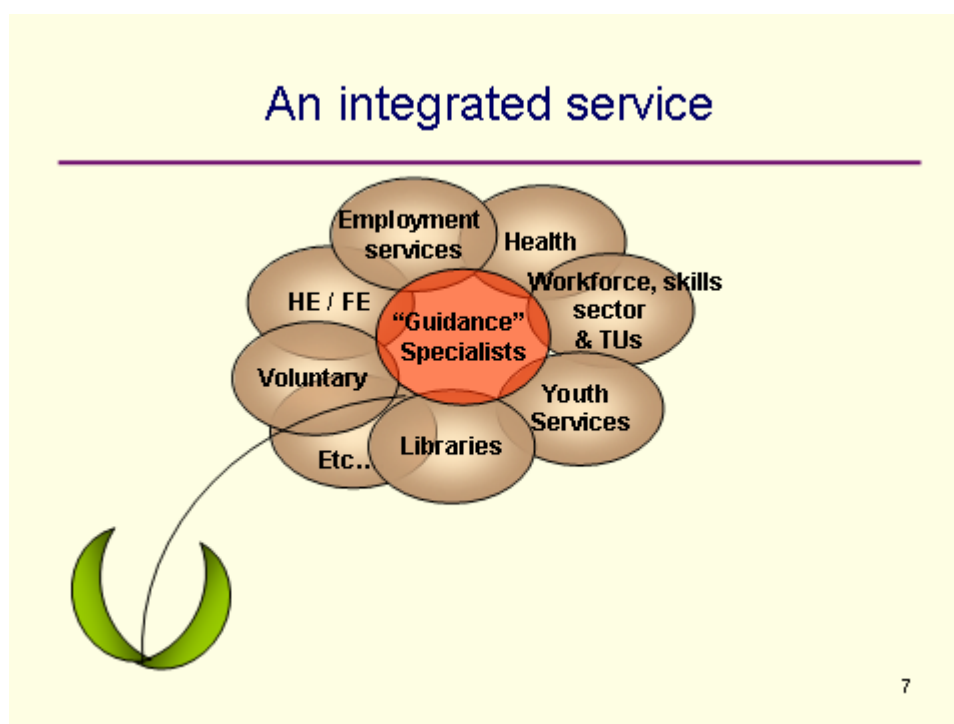 An integrated service
Employment
services
Health
HE / FE
Workforce, skills
sector
& TUs
“Guidance”
Specialists
Voluntary
Youth
Services
Libraries
Etc..
7